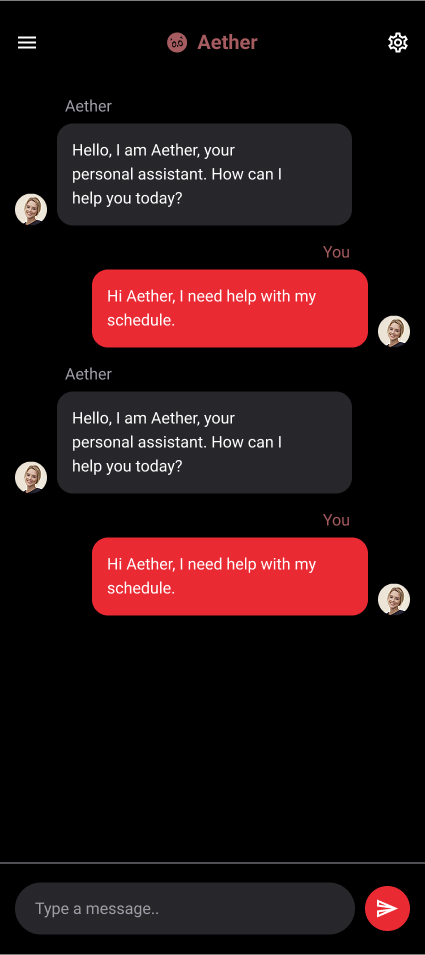 Aether
Aether
Hello, I am Aether, your
personal assistant. How can I
help you today?
You
Hi Aether, I need help with my
schedule.
Aether
Hello, I am Aether, your
personal assistant. How can I
help you today?
You
Hi Aether, I need help with my
schedule.
Type a message..